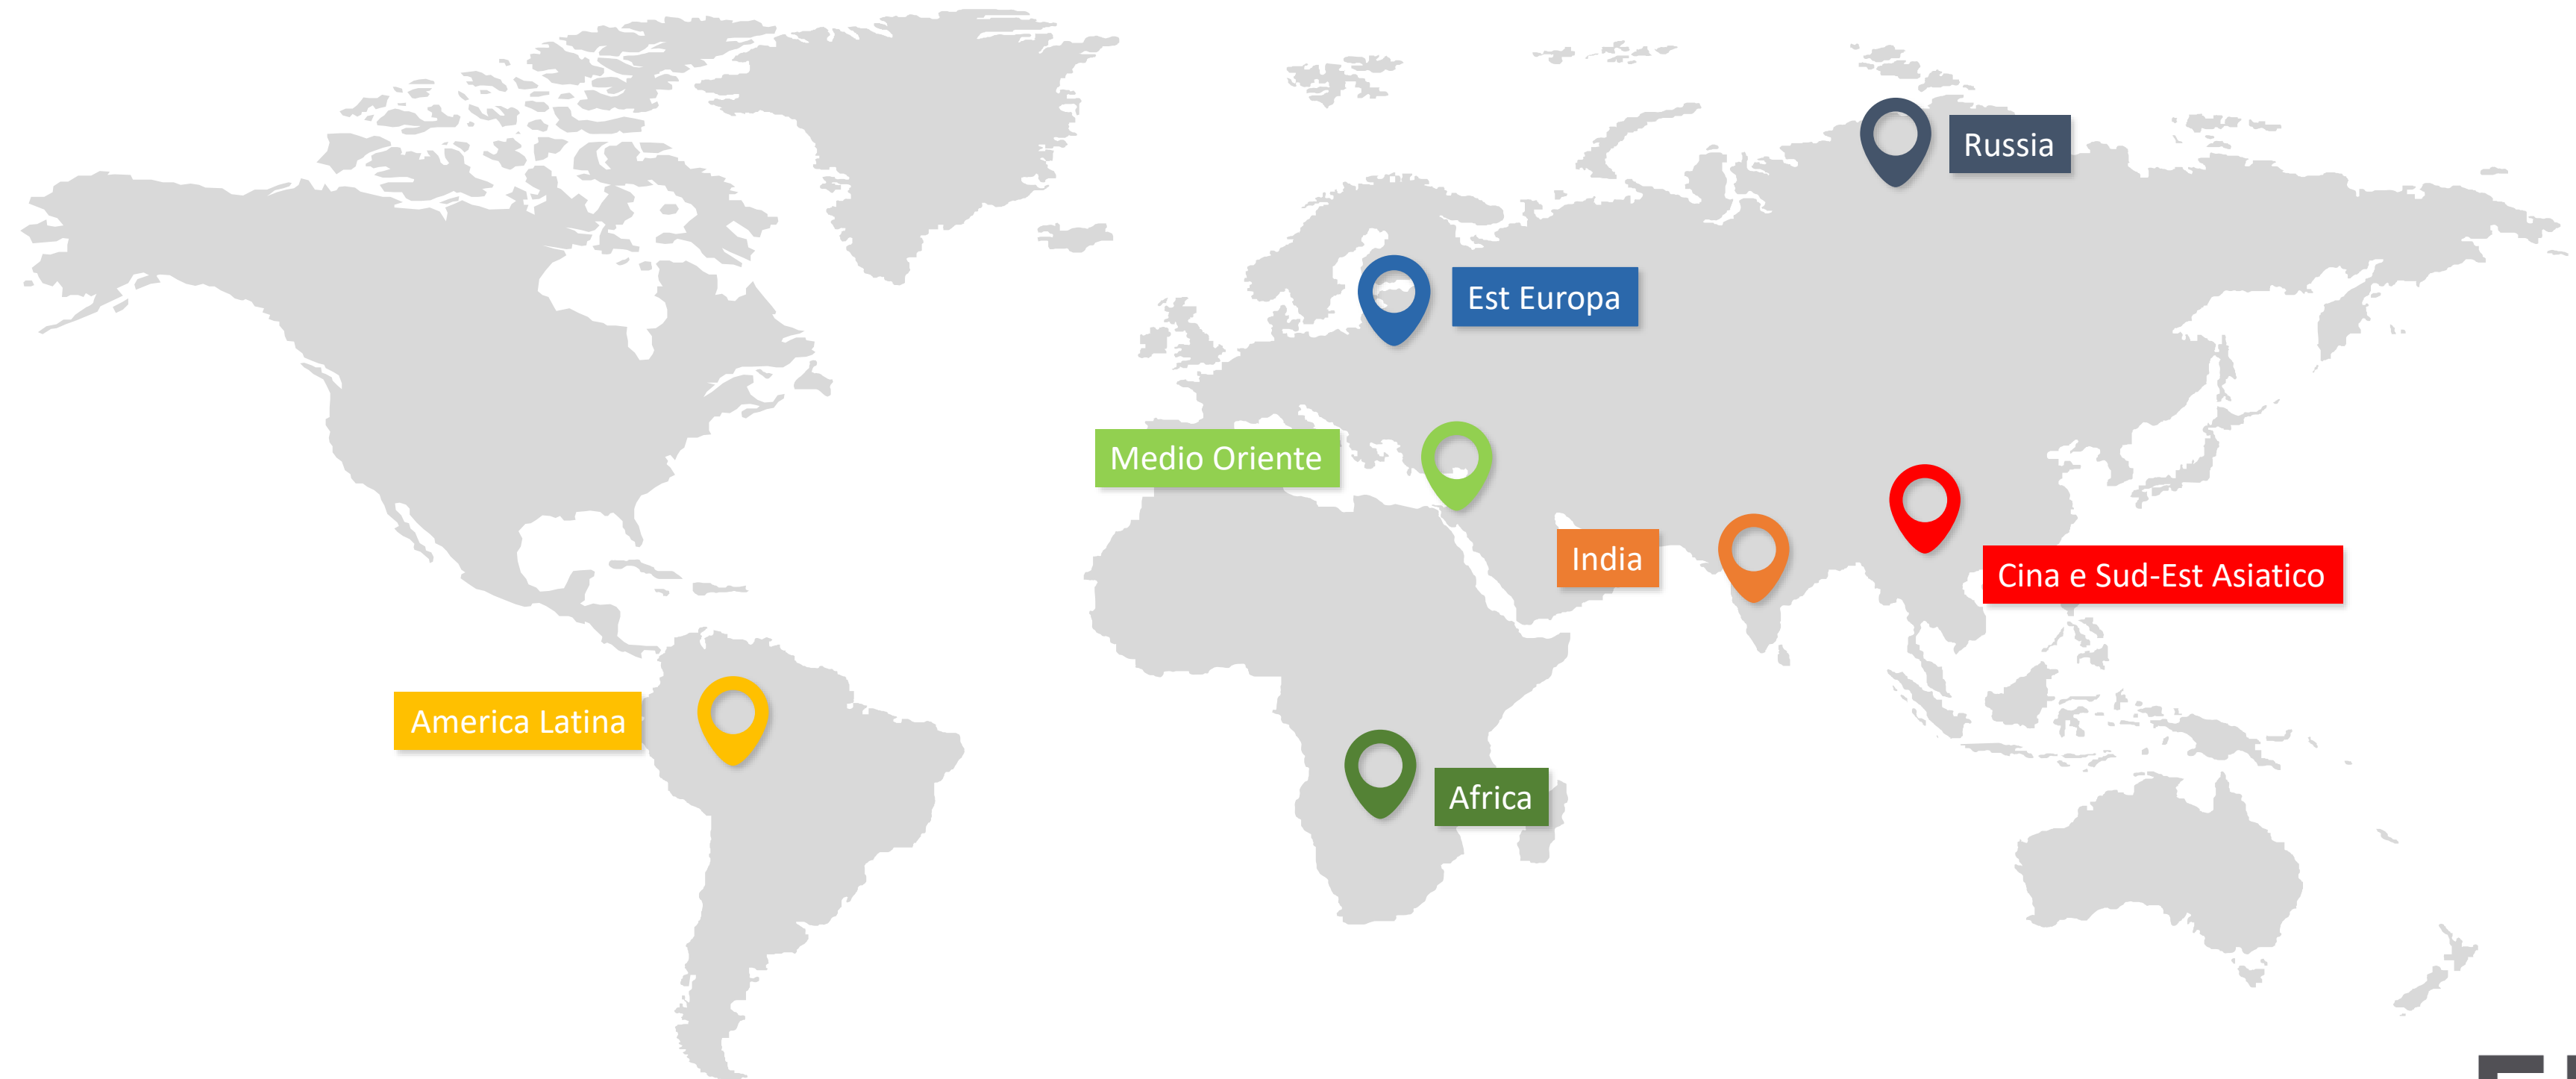 Russia
Est Europa
Medio Oriente
India
Cina e Sud-Est Asiatico
America Latina
Africa